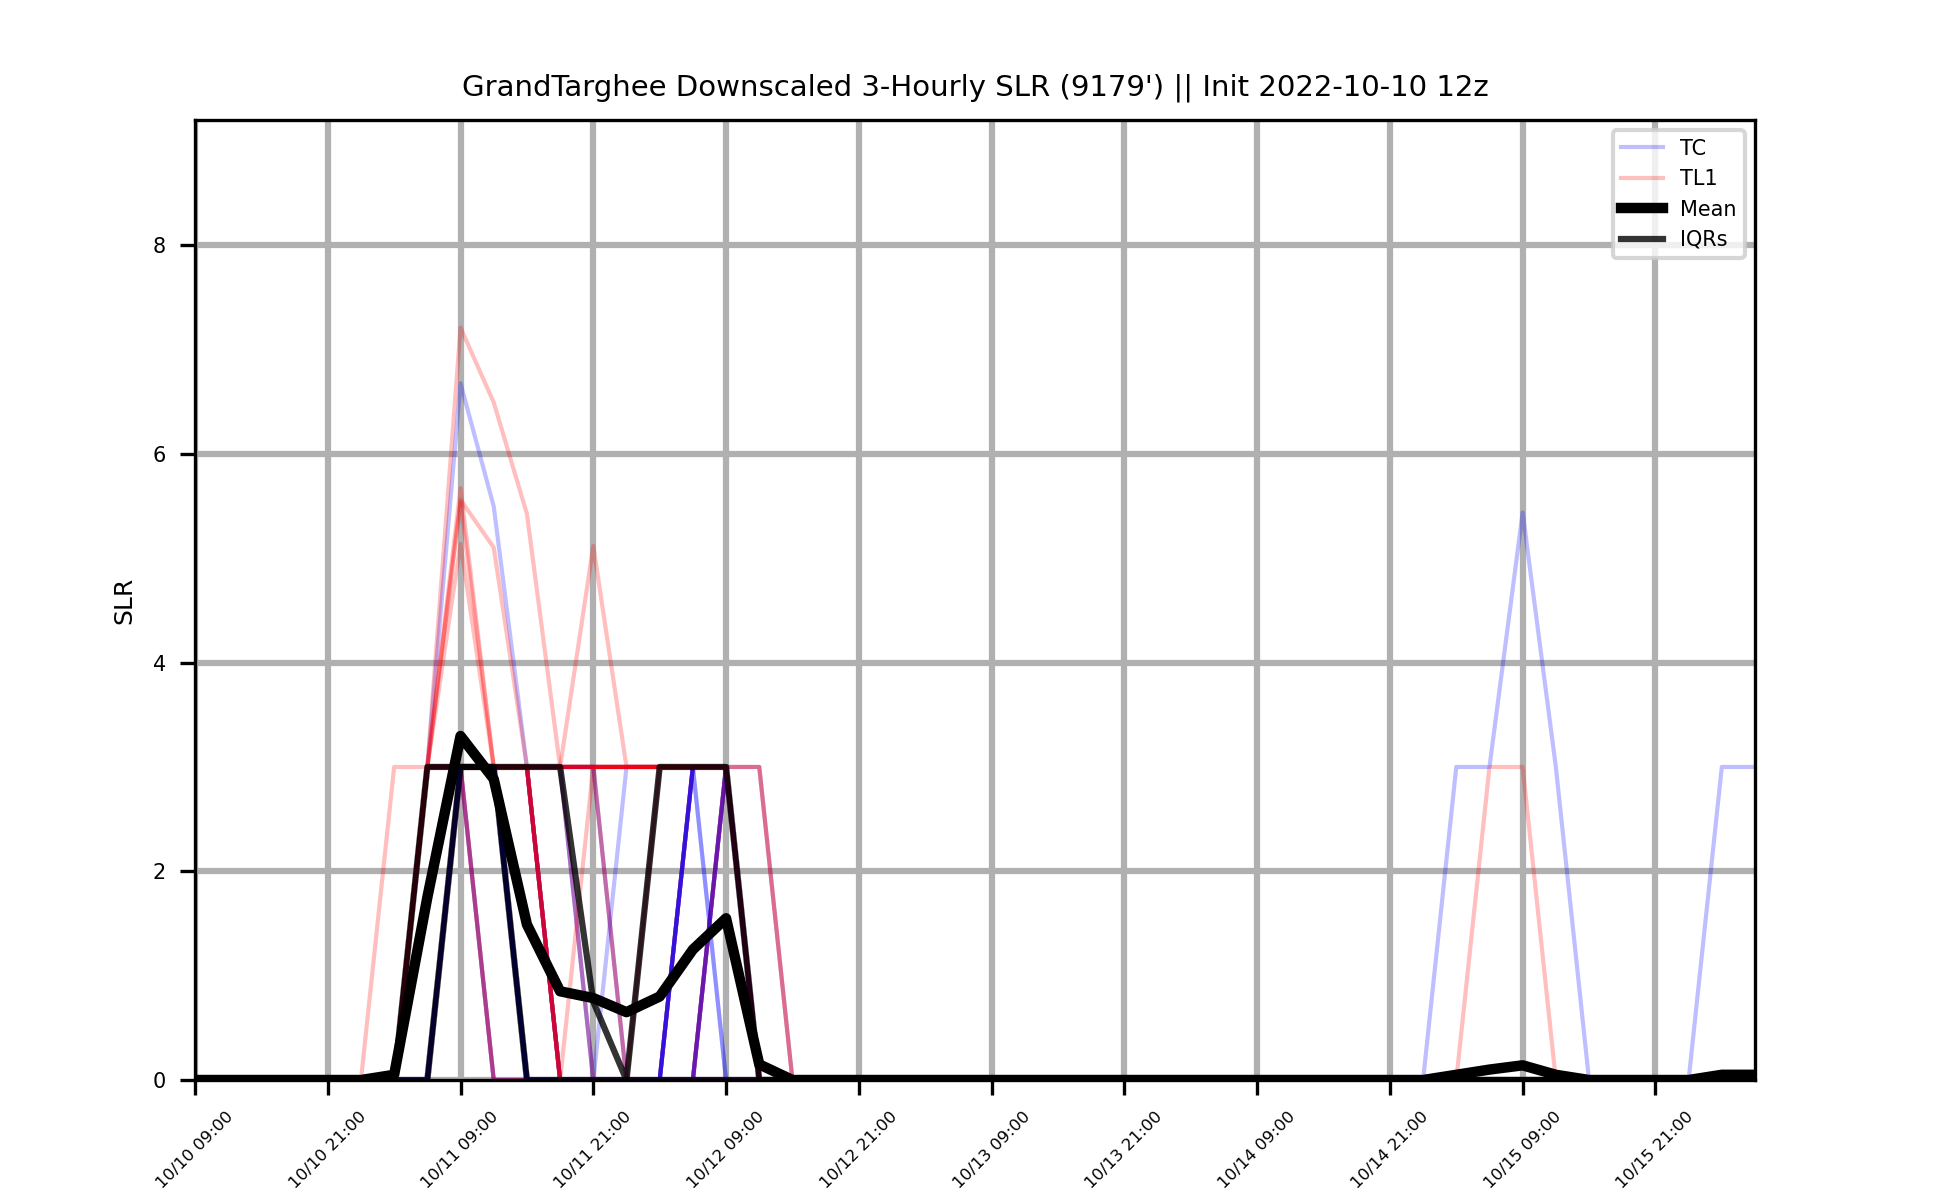 GrandTarghee Downscaled 3-Hourly SLR (9179') || Init 2022-10-10 12z
TC
TL1
Mean
IQRs
8
6
4
2
0
SLR
10/10 09:00
10/10 21:00
10/11 09:00
10/11 21:00
10/12 09:00
10/12 21:00
10/13 09:00
10/13 21:00
10/14 09:00
10/14 21:00
10/15 09:00
10/15 21:00